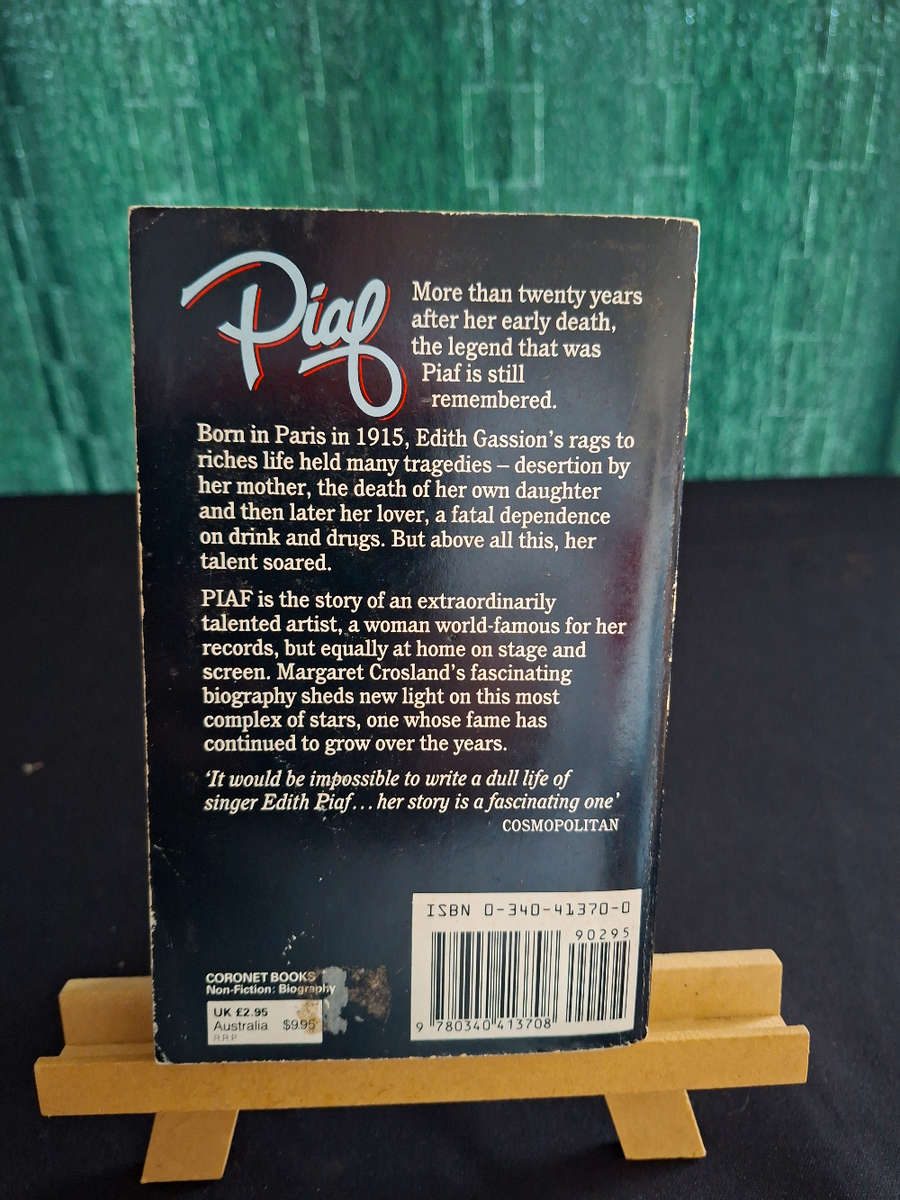 Piaf
More than twenty years
after her early death,
the legend that was
Piaf is still
remembered.
Born in Paris in 1915, Edith Gassion's rags to
riches life held many tragedies – desertion by
her mother, the death of her own daughter
and then later her lover, a fatal dependence
on drink and drugs. But above all this, her
talent soared.
PIAF is the story of an extraordinarily
talented artist, a woman world-famous for her
records, but equally at home on stage and
screen. Margaret Crosland's fascinating
biography sheds new light on this most
complex of stars, one whose fame has
continued to grow over the years.
'It would be impossible to write a dull life of
singer Edith Piaf... her story is a fascinating one'
COSMOPOLITAN
ISBN 0-340-41370-0
90295
9 780340 413708
CORONET BOOKS
Non-Fiction: Biography
UK £2.95
Australia $9.95
R.R.P.